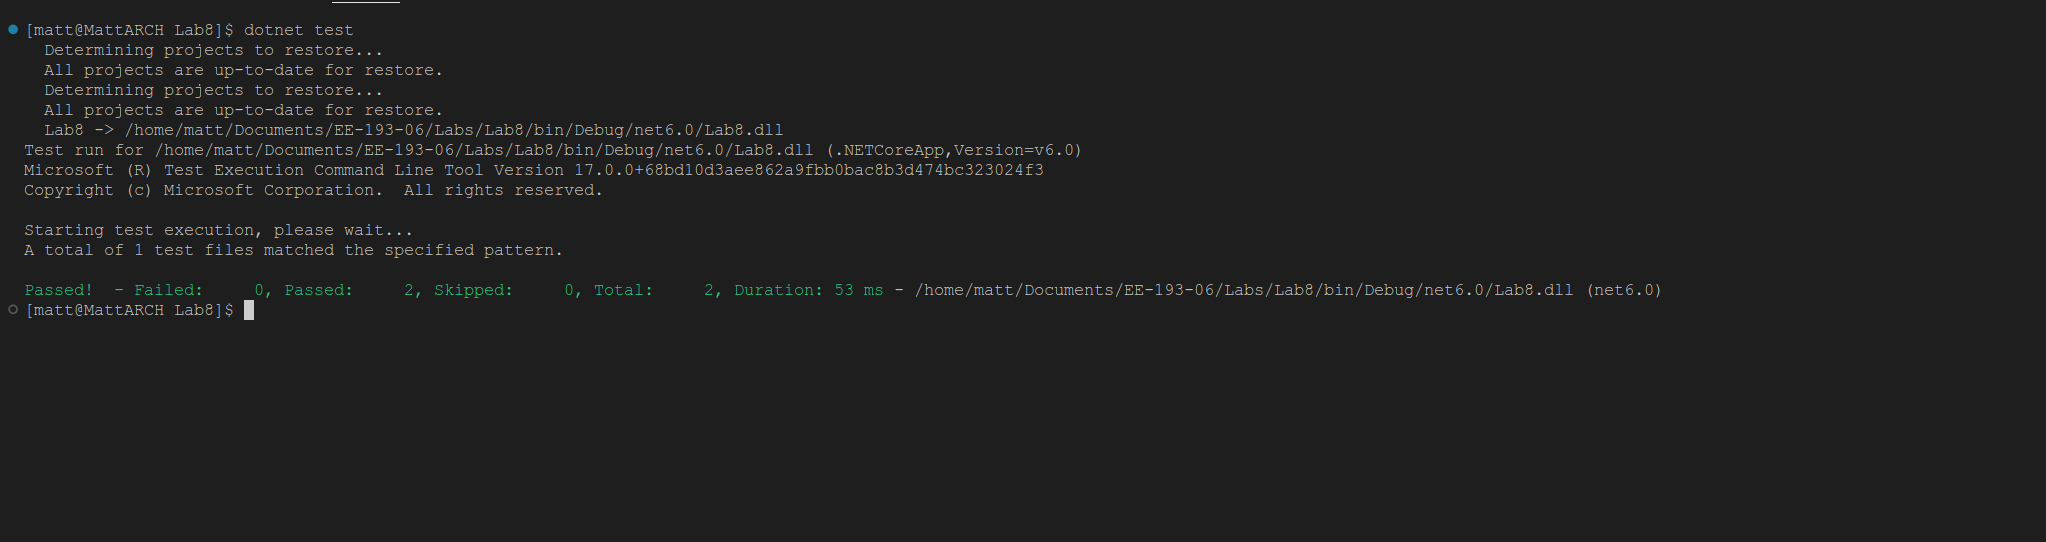 [matt@MattARCH Lab8]$ dotnet test
  Determining projects to restore...
  All projects are up-to-date for restore.
  Determining projects to restore...
  All projects are up-to-date for restore.
  Lab8 -> /home/matt/Documents/EE-193-06/Labs/Lab8/bin/Debug/net6.0/Lab8.dll
Test run for /home/matt/Documents/EE-193-06/Labs/Lab8/bin/Debug/net6.0/Lab8.dll (.NETCoreApp,Version=v6.0)
Microsoft (R) Test Execution Command Line Tool Version 17.0.0+68bd10d3aee862a9fbb0bac8b3d474bc323024f3
Copyright (c) Microsoft Corporation.  All rights reserved.

Starting test execution, please wait...
A total of 1 test files matched the specified pattern.

Passed!  - Failed:     0, Passed:     2, Skipped:     0, Total:     2, Duration: 53 ms - /home/matt/Documents/EE-193-06/Labs/Lab8/bin/Debug/net6.0/Lab8.dll (net6.0)
[matt@MattARCH Lab8]$